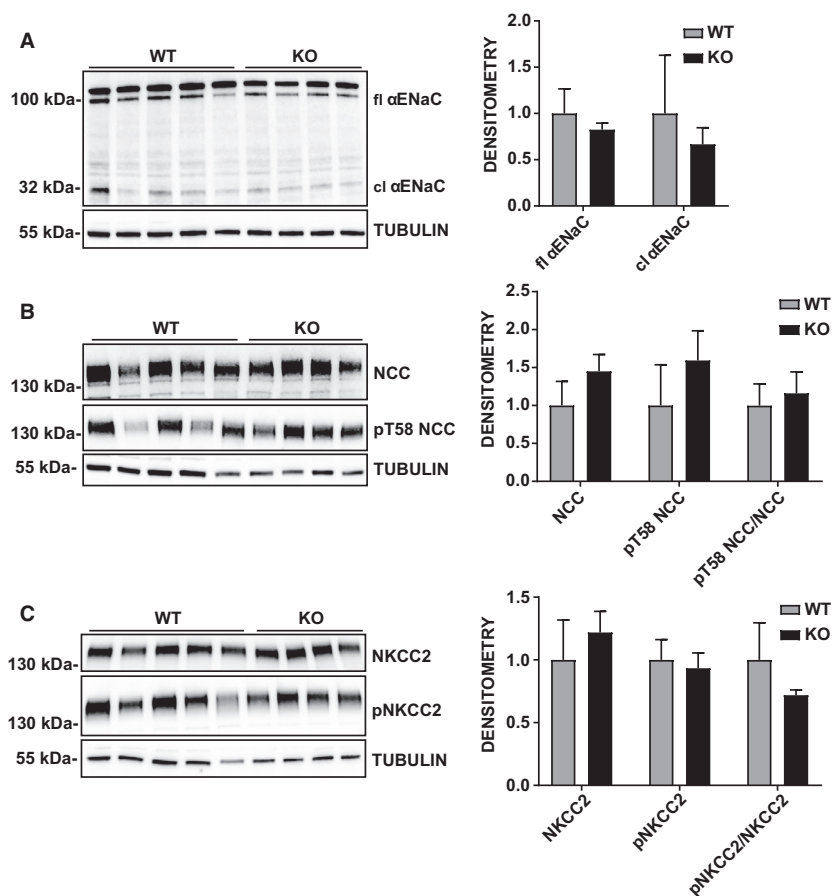 A
WT KO
100 kDa-
fl αENaC
32 kDa-
cl αENaC
55 kDa-
TUBULIN
DENSITOMETRY
2.0
1.5
1.0
0.5
0.0
WT
KO
fl αENaC
cl αENaC
B
WT KO
NCC
130 kDa-
130 kDa-
pT58 NCC
55 kDa-
TUBULIN
DENSITOMETRY
2.5
2.0
1.5
1.0
0.5
0.0
WT
KO
NCC
pT58 NCC
pT58 NCC/NCC
C
WT KO
NKCC2
130 kDa-
pNKCC2
130 kDa-
55 kDa-
TUBULIN
DENSITOMETRY
1.5
1.0
0.5
0.0
WT
KO
NKCC2
pNKCC2
pNKCC2/NKCC2